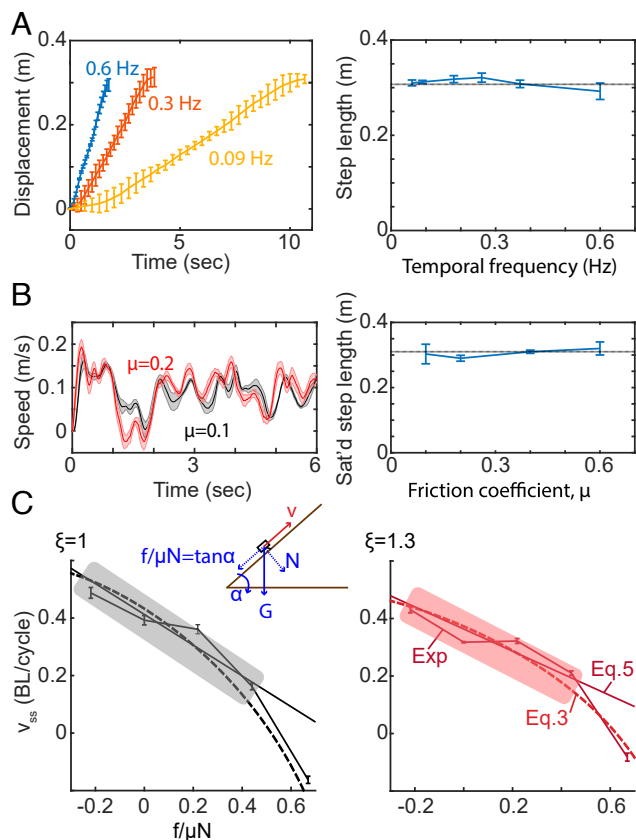 A
Displacement (m)
0.4
0.2
0
0.6 Hz
0.3 Hz
0.09 Hz
0
5
10
Time (sec)
Step length (m)
0.4
0.2
0
0
0.3
0.6
Temporal frequency (Hz)
B
Speed (m/s)
0.2
0.1
0
μ=0.2
μ=0.1
0
2
3
5
6
Time (sec)
Sat'd step length (m)
0.4
0.2
0
0
0.2
0.4
0.6
Friction coefficient, μ
C
ξ=1
v
f/μN=tanα
N
α
G
v_ss (BL/cycle)
0.4
0.2
0
-0.2
0
0.2
0.4
0.6
f/μN
ξ=1.3
0.4
0.2
0
Exp
Eq.5
Eq.3
-0.2
0.2
0.6